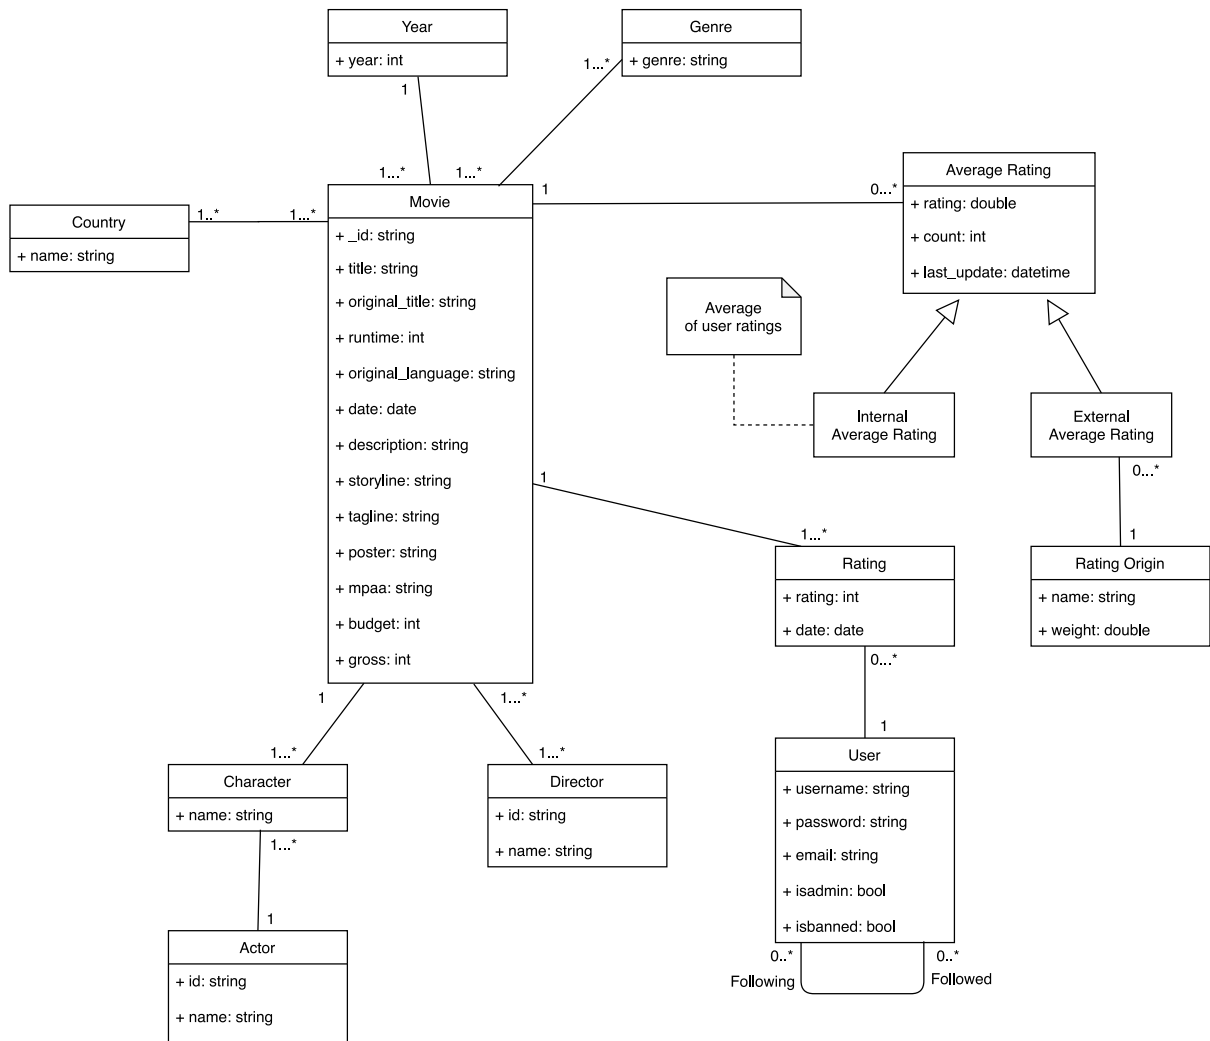 Year
+ year: int
1
1...*
Genre
+ genre: string
1...*
1...*
Country
+ name: string
1..*
1...*
Movie
+ _id: string
+ title: string
+ original_title: string
+ runtime: int
+ original_language: string
+ date: date
+ description: string
+ storyline: string
+ tagline: string
+ poster: string
+ mpaa: string
+ budget: int
+ gross: int
1
0...*
Average Rating
+ rating: double
+ count: int
+ last_update: datetime
Average
of user ratings
Internal
Average Rating
External
Average Rating
0...*
1
Rating Origin
+ name: string
+ weight: double
1
1...*
Rating
+ rating: int
+ date: date
0...*
1
User
+ username: string
+ password: string
+ email: string
+ isadmin: bool
+ isbanned: bool
0..*
0..*
Following
Followed
1
1...*
Character
+ name: string
1...*
1
Actor
+ id: string
+ name: string
1...*
1...*
Director
+ id: string
+ name: string